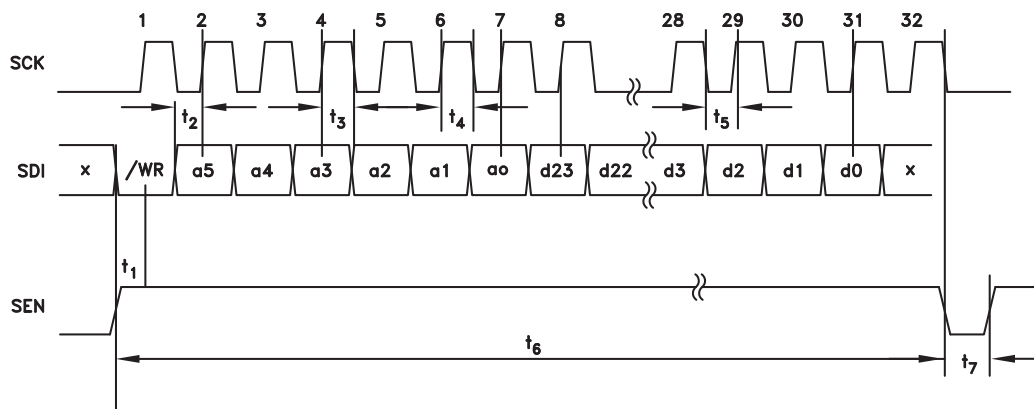 1 2 3 4 5 6 7 8 28 29 30 31 32
SCK
t2 t3 t4 t5
SDI x /WR a5 a4 a3 a2 a1 ao d23 d22 d3 d2 d1 d0 x
t1
SEN
t6
t7